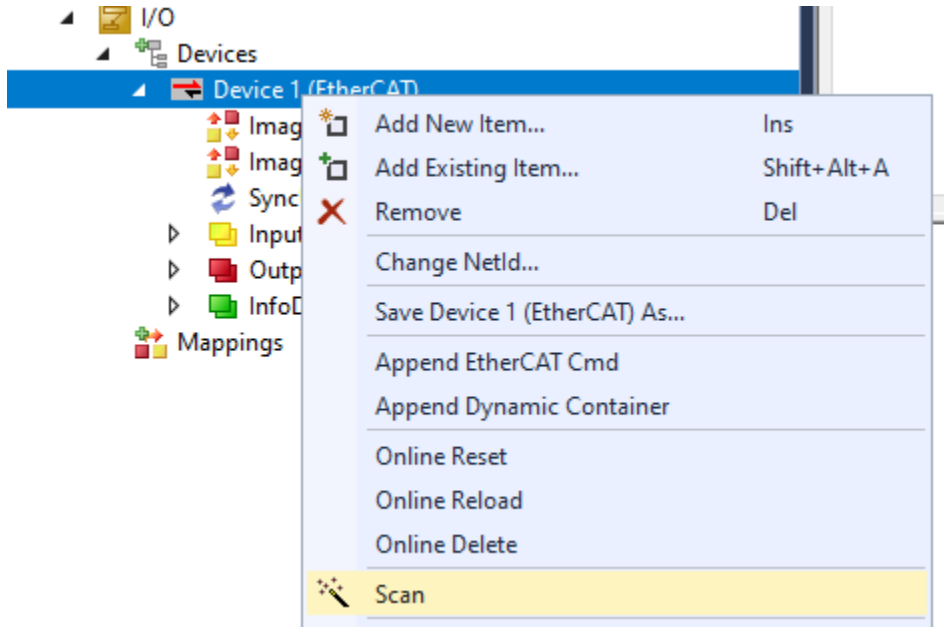 I/O
Devices
Device 1 (EtherCAT)
Add New Item... Ins
Add Existing Item... Shift+Alt+A
Sync
Remove Del
Change NetId...
Mappings
Save Device 1 (EtherCAT) As...
Append EtherCAT Cmd
Append Dynamic Container
Online Reset
Online Reload
Online Delete
Scan